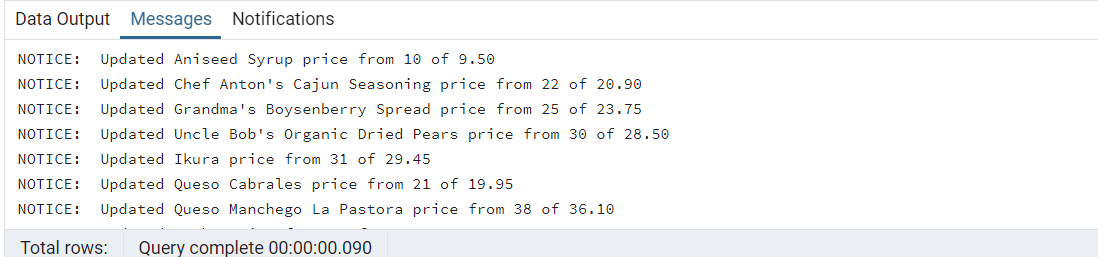 Data Output Messages Notifications
NOTICE:  Updated Aniseed Syrup price from 10 of 9.50
NOTICE:  Updated Chef Anton's Cajun Seasoning price from 22 of 20.90
NOTICE:  Updated Grandma's Boysenberry Spread price from 25 of 23.75
NOTICE:  Updated Uncle Bob's Organic Dried Pears price from 30 of 28.50
NOTICE:  Updated Ikura price from 31 of 29.45
NOTICE:  Updated Queso Cabrales price from 21 of 19.95
NOTICE:  Updated Queso Manchego La Pastora price from 38 of 36.10
Total rows: Query complete 00:00:00.090